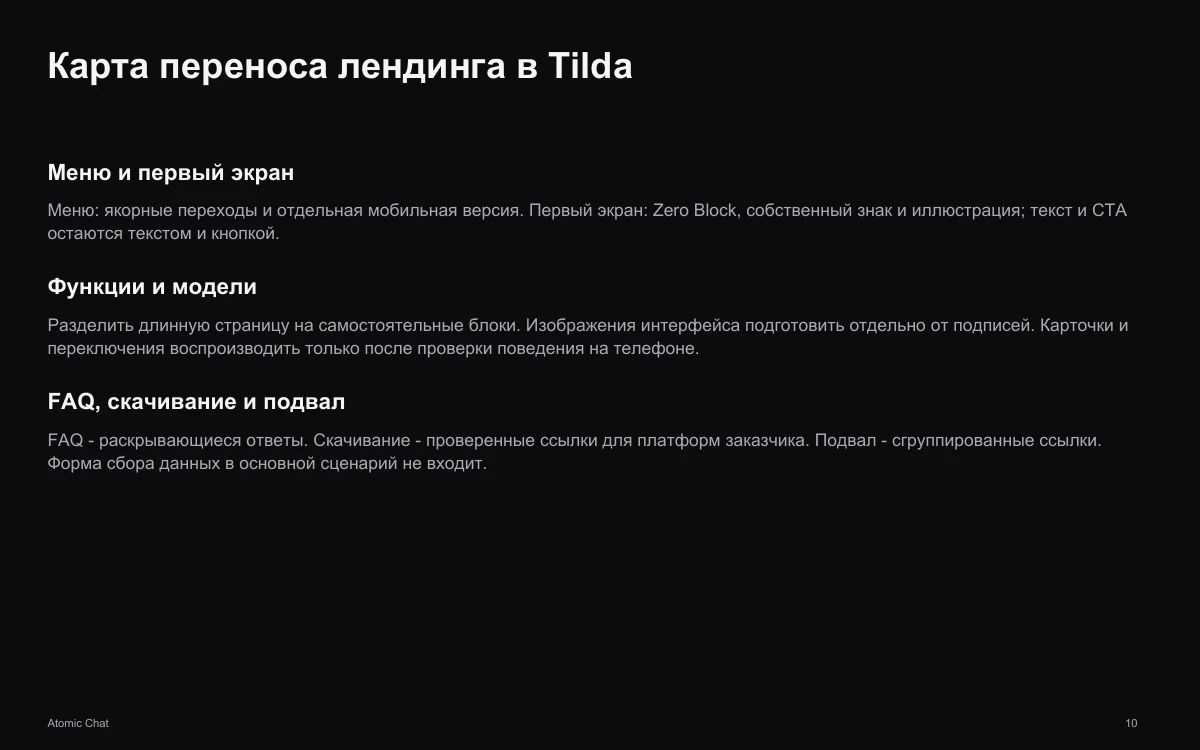 Карта переноса лендинга в Tilda
Меню и первый экран
Меню: якорные переходы и отдельная мобильная версия. Первый экран: Zero Block, собственный знак и иллюстрация; текст и CTA
остаются текстом и кнопкой.
Функции и модели
Разделить длинную страницу на самостоятельные блоки. Изображения интерфейса подготовить отдельно от подписей. Карточки и
переключения воспроизводить только после проверки поведения на телефоне.
FAQ, скачивание и подвал
FAQ - раскрывающиеся ответы. Скачивание - проверенные ссылки для платформ заказчика. Подвал - сгруппированные ссылки.
Форма сбора данных в основной сценарий не входит.
Atomic Chat
10